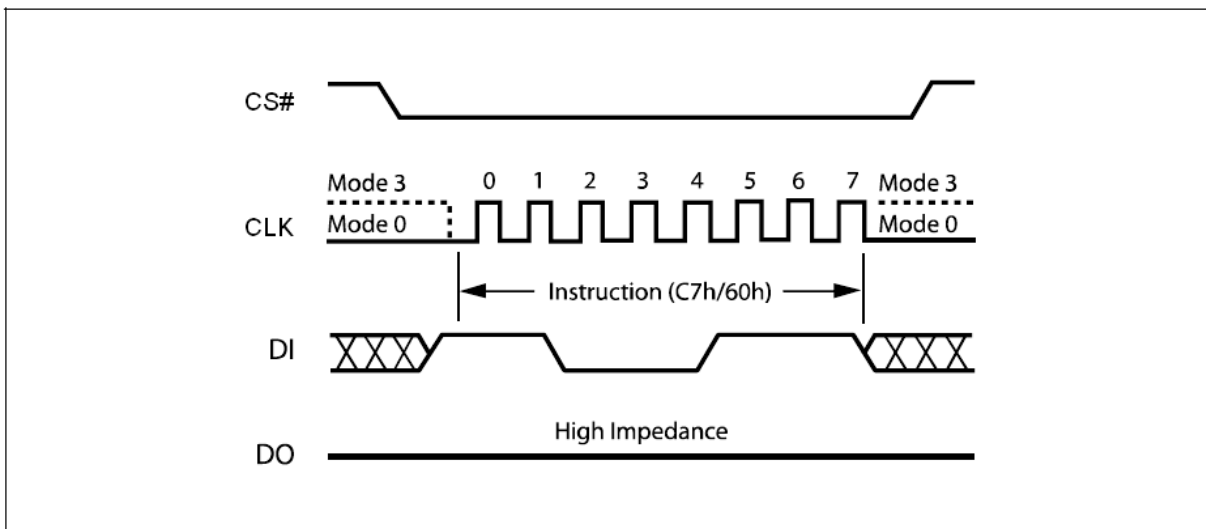 CS#
Mode 3 0 1 2 3 4 5 6 7 Mode 3
CLK Mode 0 Mode 0
Instruction (C7h/60h)
DI
High Impedance
DO